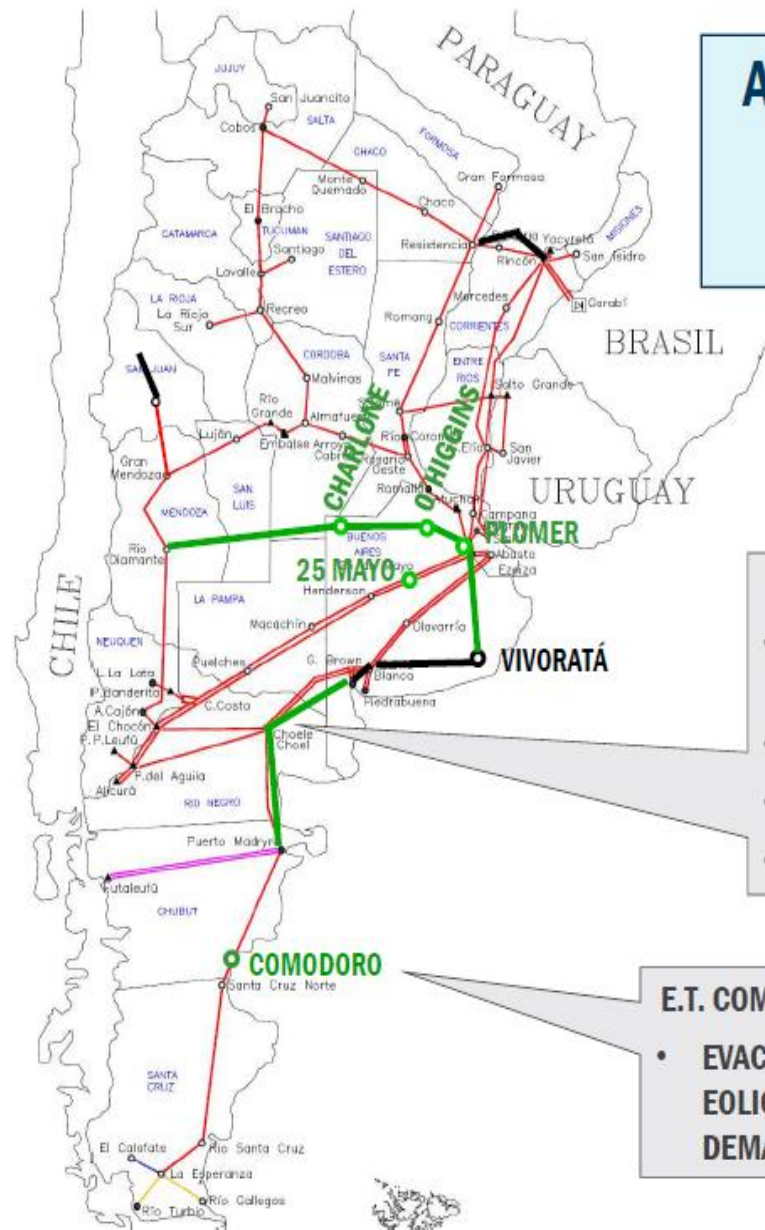 PARAGUAY
A
JUJUY
San Juancito
Cobos
SALTA
FORMOSA
CHACO
Monte
Quemado
Gran Formosa
Chaco
El Bracho
CATAMARCA
TUCUMAN
Santiago
SANTIAGO
DEL
ESTERO
Resistencia
Yacyretá
MISIONES
Rincón
San Isidro
Lavalle
LA RIOJA
La Rioja
Sur
Recreo
Romang
Mercedes
CORRIENTES
Garabí
BRASIL
SAN JUAN
CORDOBA
SANTA
FE
ENTRE
RIOS
Malvinas
Salto Grande
Río
Grande
Luján
Embalse
Arroyo
Rosario
Oeste
San
Javier
Gran
Mendoza
SAN
LUIS
CHARLONE
O'HIGGINS
URUGUAY
MENDOZA
Campana
PLOMER
Río
Diamante
BUENOS
AIRES
25 MAYO
Abasto
Ezeiza
Henderson
LA PAMPA
CHILE
Macachín
Olavarría
NEUQUEN
Puelches
G. Brown
VIVORATÁ
L.La Lata
P.Banderita
Blanca
Piedrabuena
A.Cajón
C.Costo
El Chocón
P.P.Leufú
Choele
Choel
P.del Aguila
Alicurá
RIO NEGRO
Puerto Madryn
Futaleufú
CHUBUT
COMODORO
Santa Cruz Norte
E.T. COM
• EVAC
EOLIC
DEMA
SANTA
CRUZ
El Calafate
Río Santa Cruz
La Esperanza
Río Gallegos
Río Turbio